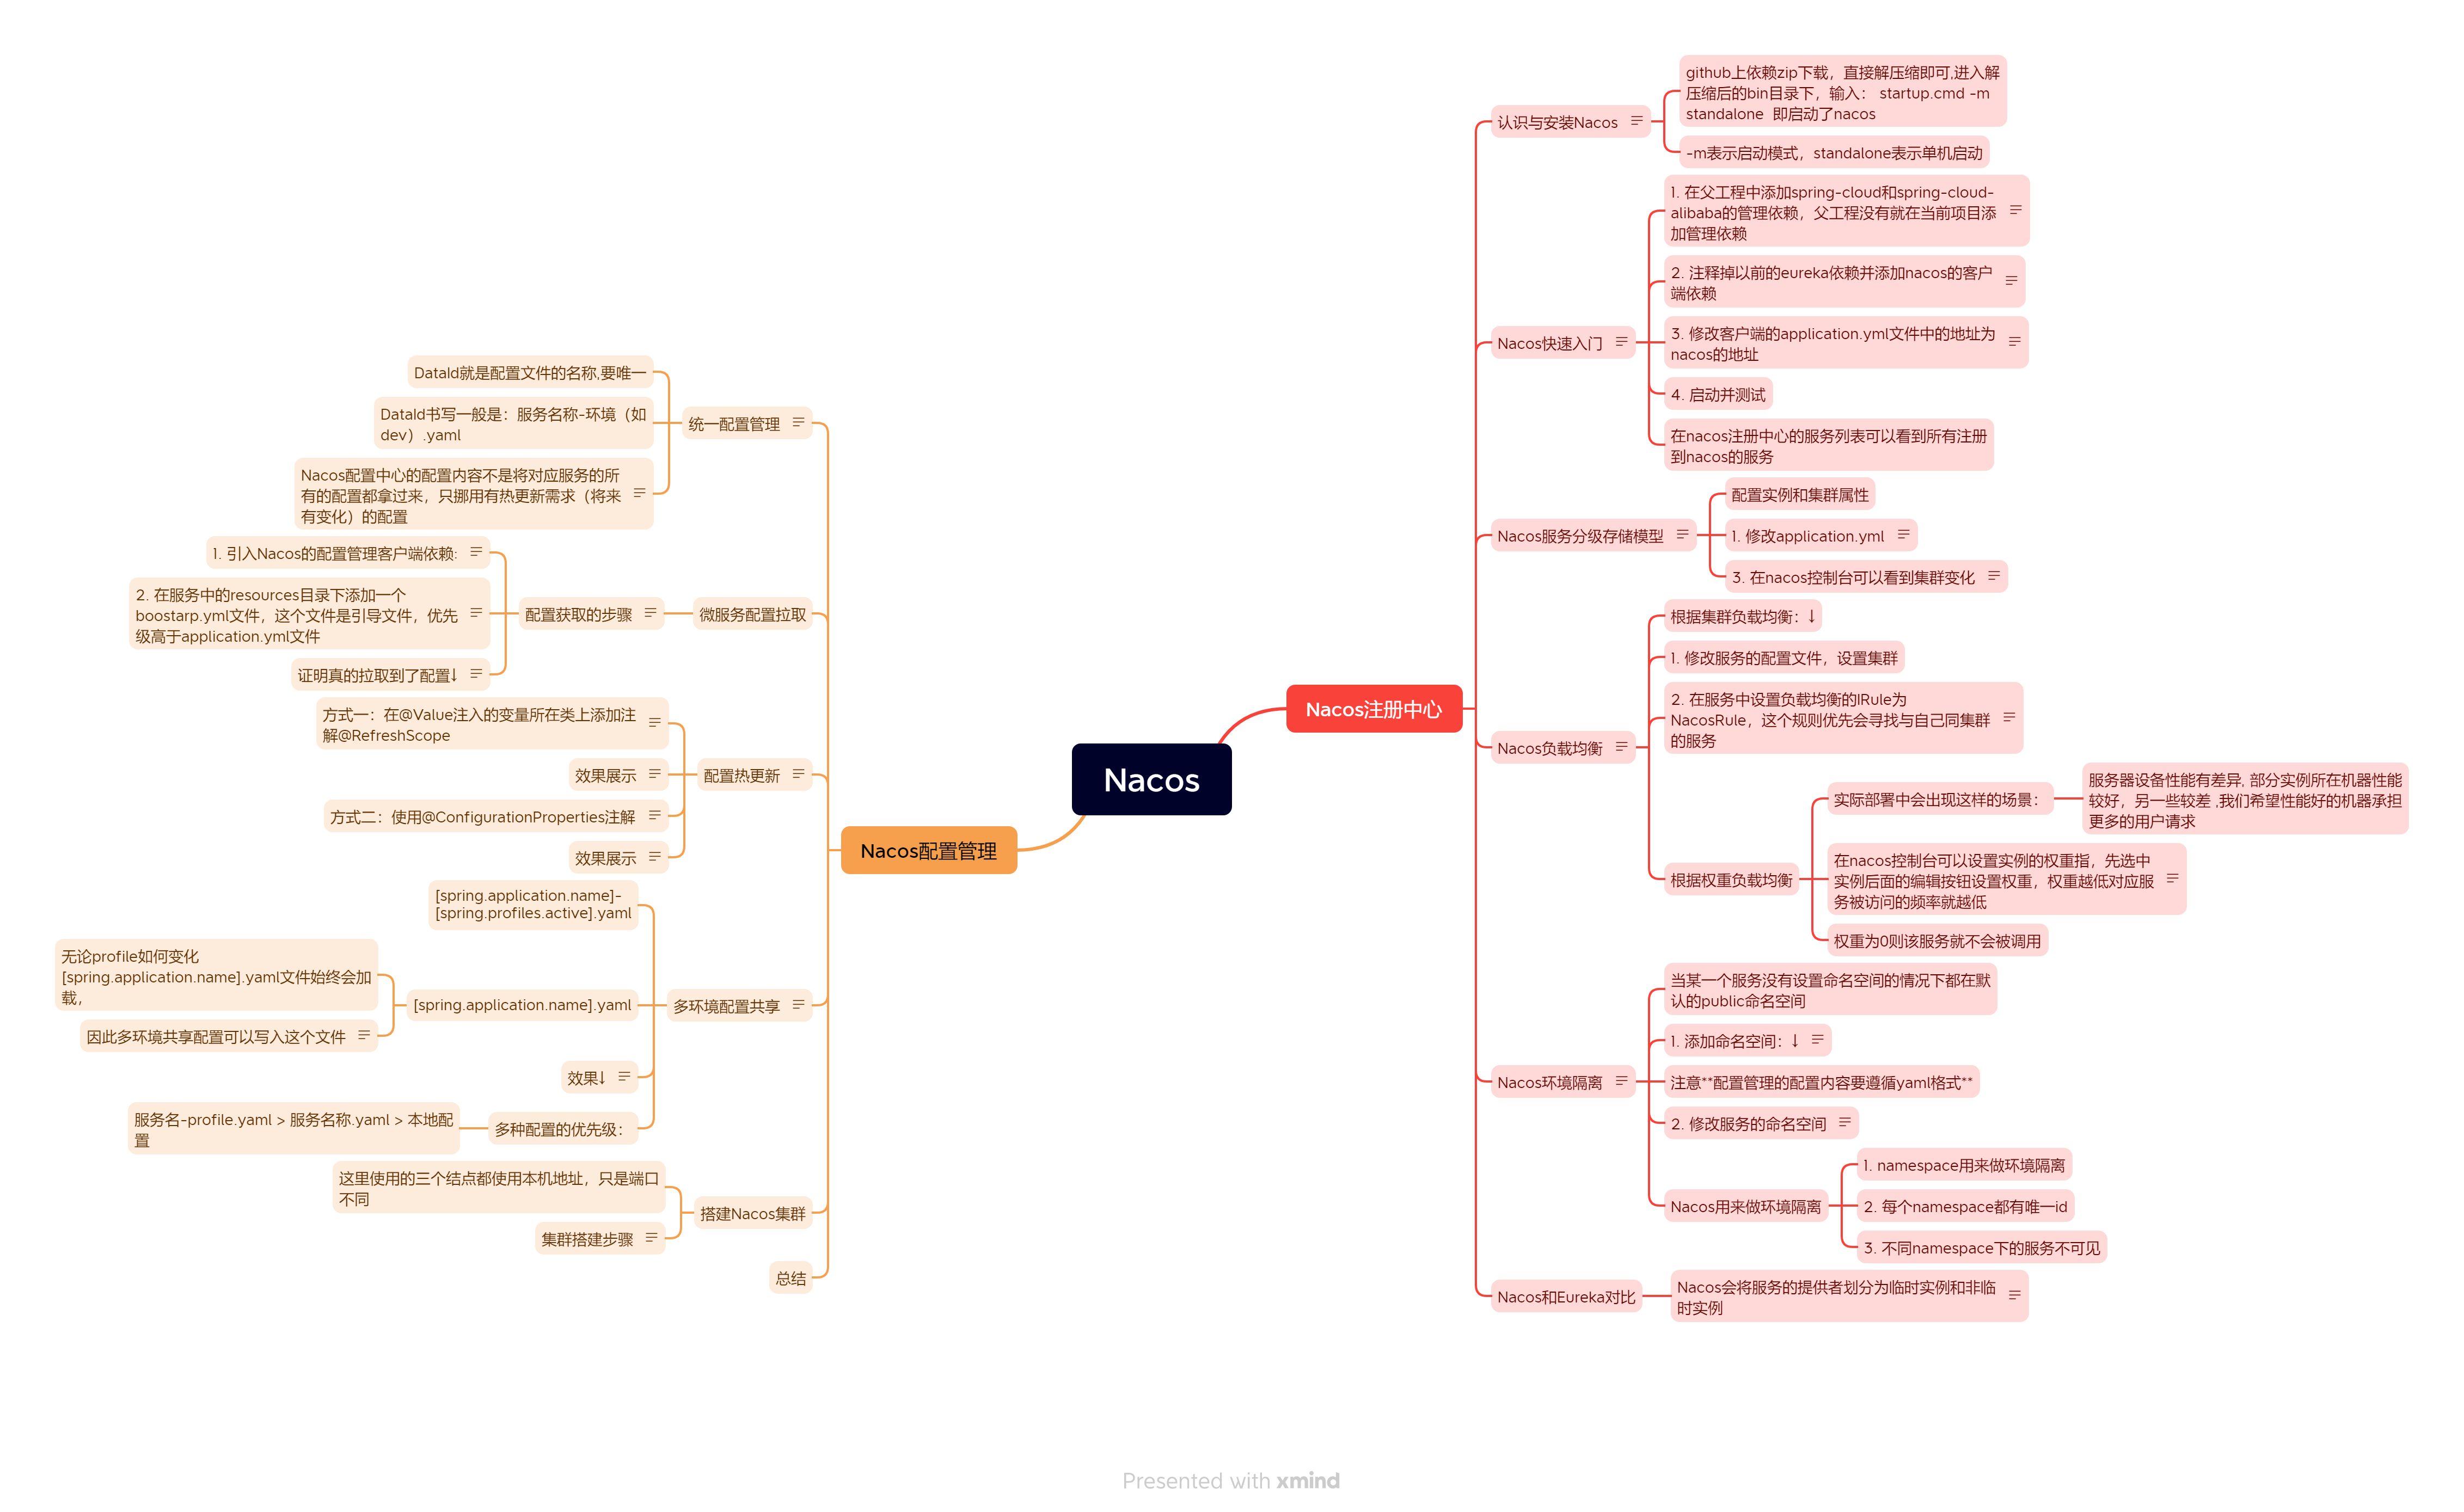 Nacos
Nacos注册中心
认识与安装Nacos
github上依赖zip下载，直接解压缩即可,进入解
压缩后的bin目录下，输入： startup.cmd -m
standalone 即启动了nacos
-m表示启动模式，standalone表示单机启动
Nacos快速入门
1. 在父工程中添加spring-cloud和spring-cloud-
alibaba的管理依赖，父工程没有就在当前项目添
加管理依赖
2. 注释掉以前的eureka依赖并添加nacos的客户
端依赖
3. 修改客户端的application.yml文件中的地址为
nacos的地址
4. 启动并测试
在nacos注册中心的服务列表可以看到所有注册
到nacos的服务
Nacos服务分级存储模型
配置实例和集群属性
1. 修改application.yml
3. 在nacos控制台可以看到集群变化
Nacos负载均衡
根据集群负载均衡：↓
1. 修改服务的配置文件，设置集群
2. 在服务中设置负载均衡的IRule为
NacosRule，这个规则优先会寻找与自己同集群
的服务
根据权重负载均衡
实际部署中会出现这样的场景：
服务器设备性能有差异, 部分实例所在机器性能
较好，另一些较差 ,我们希望性能好的机器承担
更多的用户请求
在nacos控制台可以设置实例的权重指，先选中
实例后面的编辑按钮设置权重，权重越低对应服
务被访问的频率就越低
权重为0则该服务就不会被调用
Nacos环境隔离
当某一个服务没有设置命名空间的情况下都在默
认的public命名空间
1. 添加命名空间：↓
注意**配置管理的配置内容要遵循yaml格式**
2. 修改服务的命名空间
Nacos用来做环境隔离
1. namespace用来做环境隔离
2. 每个namespace都有唯一id
3. 不同namespace下的服务不可见
Nacos和Eureka对比
Nacos会将服务的提供者划分为临时实例和非临
时实例
Nacos配置管理
统一配置管理
DataId就是配置文件的名称,要唯一
DataId书写一般是：服务名称-环境（如
dev）.yaml
Nacos配置中心的配置内容不是将对应服务的所
有的配置都拿过来，只挪用有热更新需求（将来
有变化）的配置
微服务配置拉取
配置获取的步骤
1. 引入Nacos的配置管理客户端依赖:
2. 在服务中的resources目录下添加一个
boostarp.yml文件，这个文件是引导文件，优先
级高于application.yml文件
证明真的拉取到了配置↓
配置热更新
方式一：在@Value注入的变量所在类上添加注
解@RefreshScope
效果展示
方式二：使用@ConfigurationProperties注解
效果展示
多环境配置共享
[spring.application.name]-
[spring.profiles.active].yaml
[spring.application.name].yaml
无论profile如何变化
[spring.application.name].yaml文件始终会加
载，
因此多环境共享配置可以写入这个文件
效果↓
多种配置的优先级：
服务名-profile.yaml > 服务名称.yaml > 本地配
置
搭建Nacos集群
这里使用的三个结点都使用本机地址，只是端口
不同
集群搭建步骤
总结
Presented with xmind